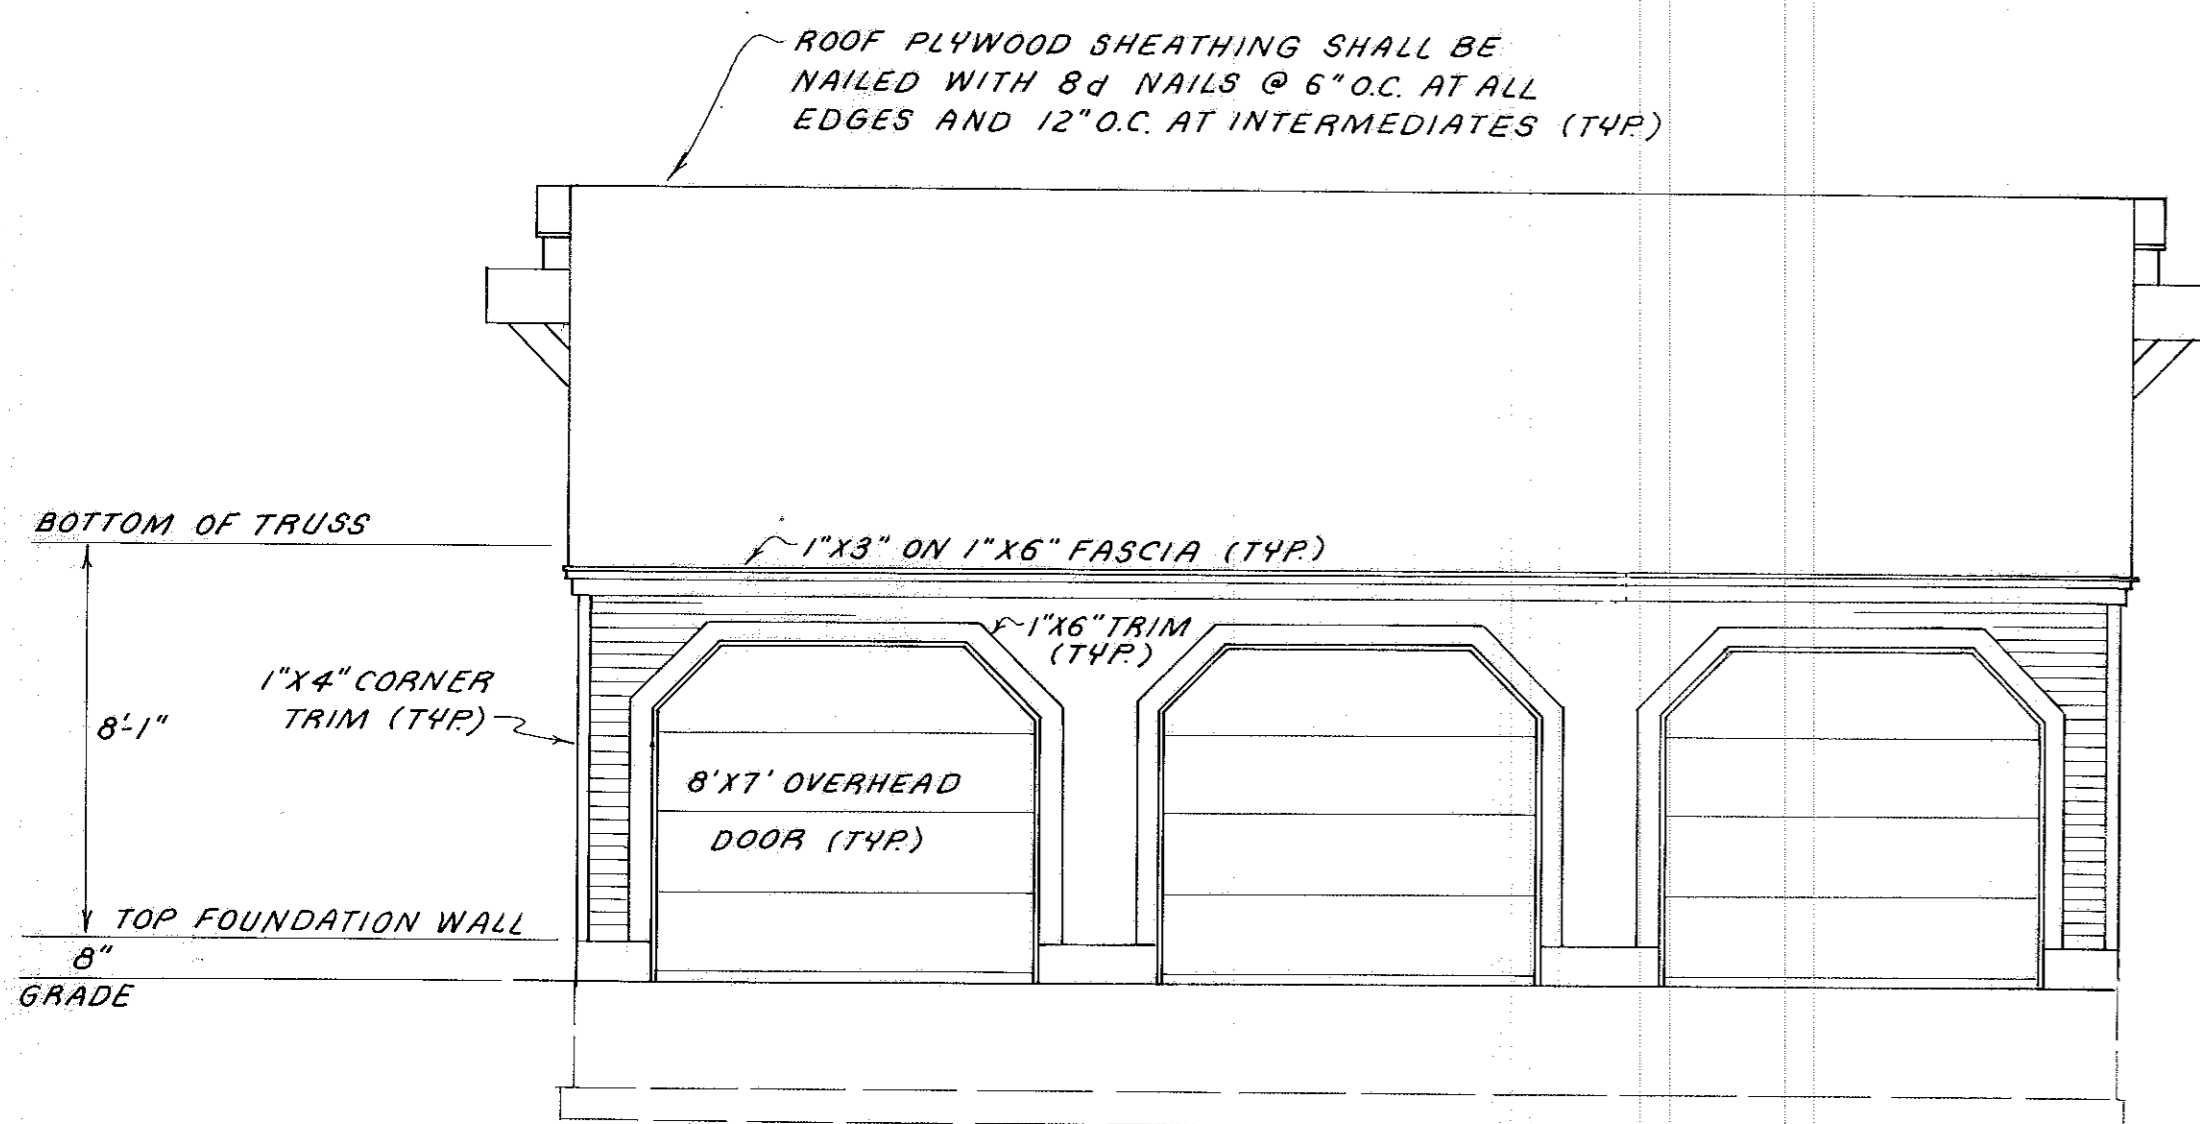 ROOF PLYWOOD SHEATHING SHALL BE
NAILED WITH 8d NAILS @ 6" O.C. AT ALL
EDGES AND 12" O.C. AT INTERMEDIATES (TYP.)
BOTTOM OF TRUSS
1"X3" ON 1"X6" FASCIA (TYP.)
1"X6" TRIM
(TYP.)
1"X4" CORNER
TRIM (TYP.)
8'-1"
8'X7' OVERHEAD
DOOR (TYP.)
TOP FOUNDATION WALL
8"
GRADE